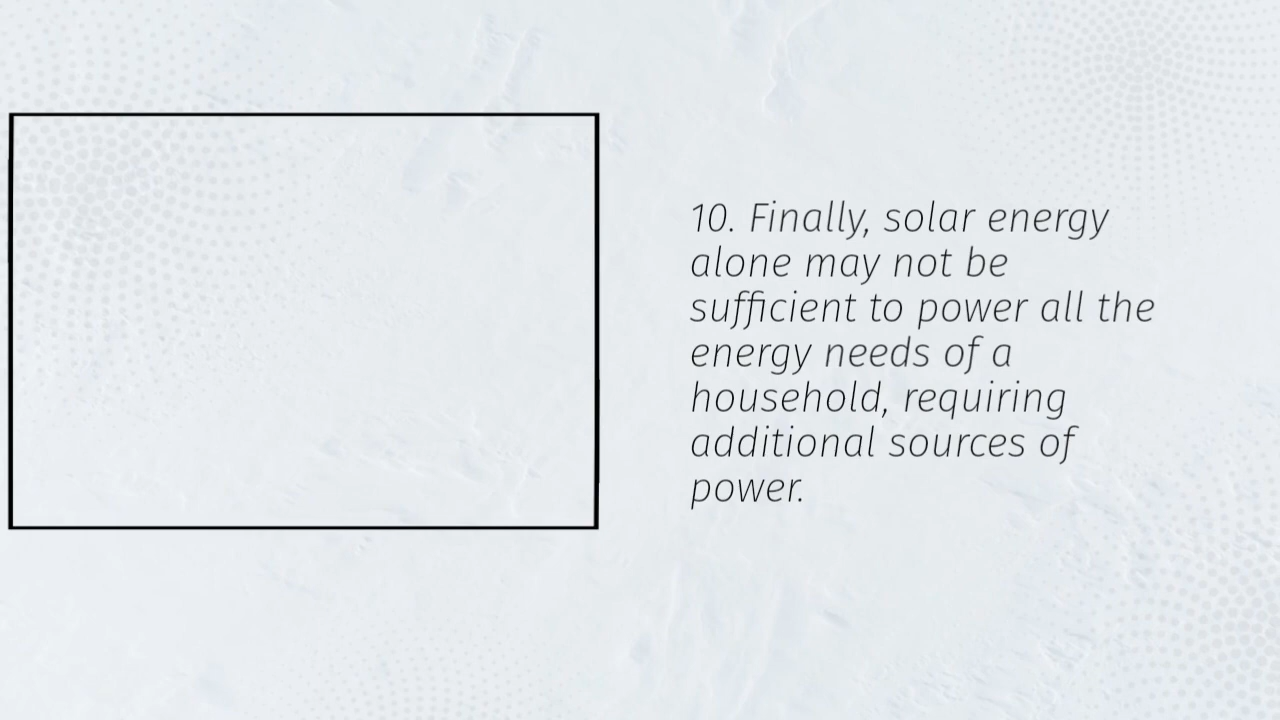 10. Finally, solar energy
alone may not be
sufficient to power all the
energy needs of a
household, requiring
additional sources of
power.